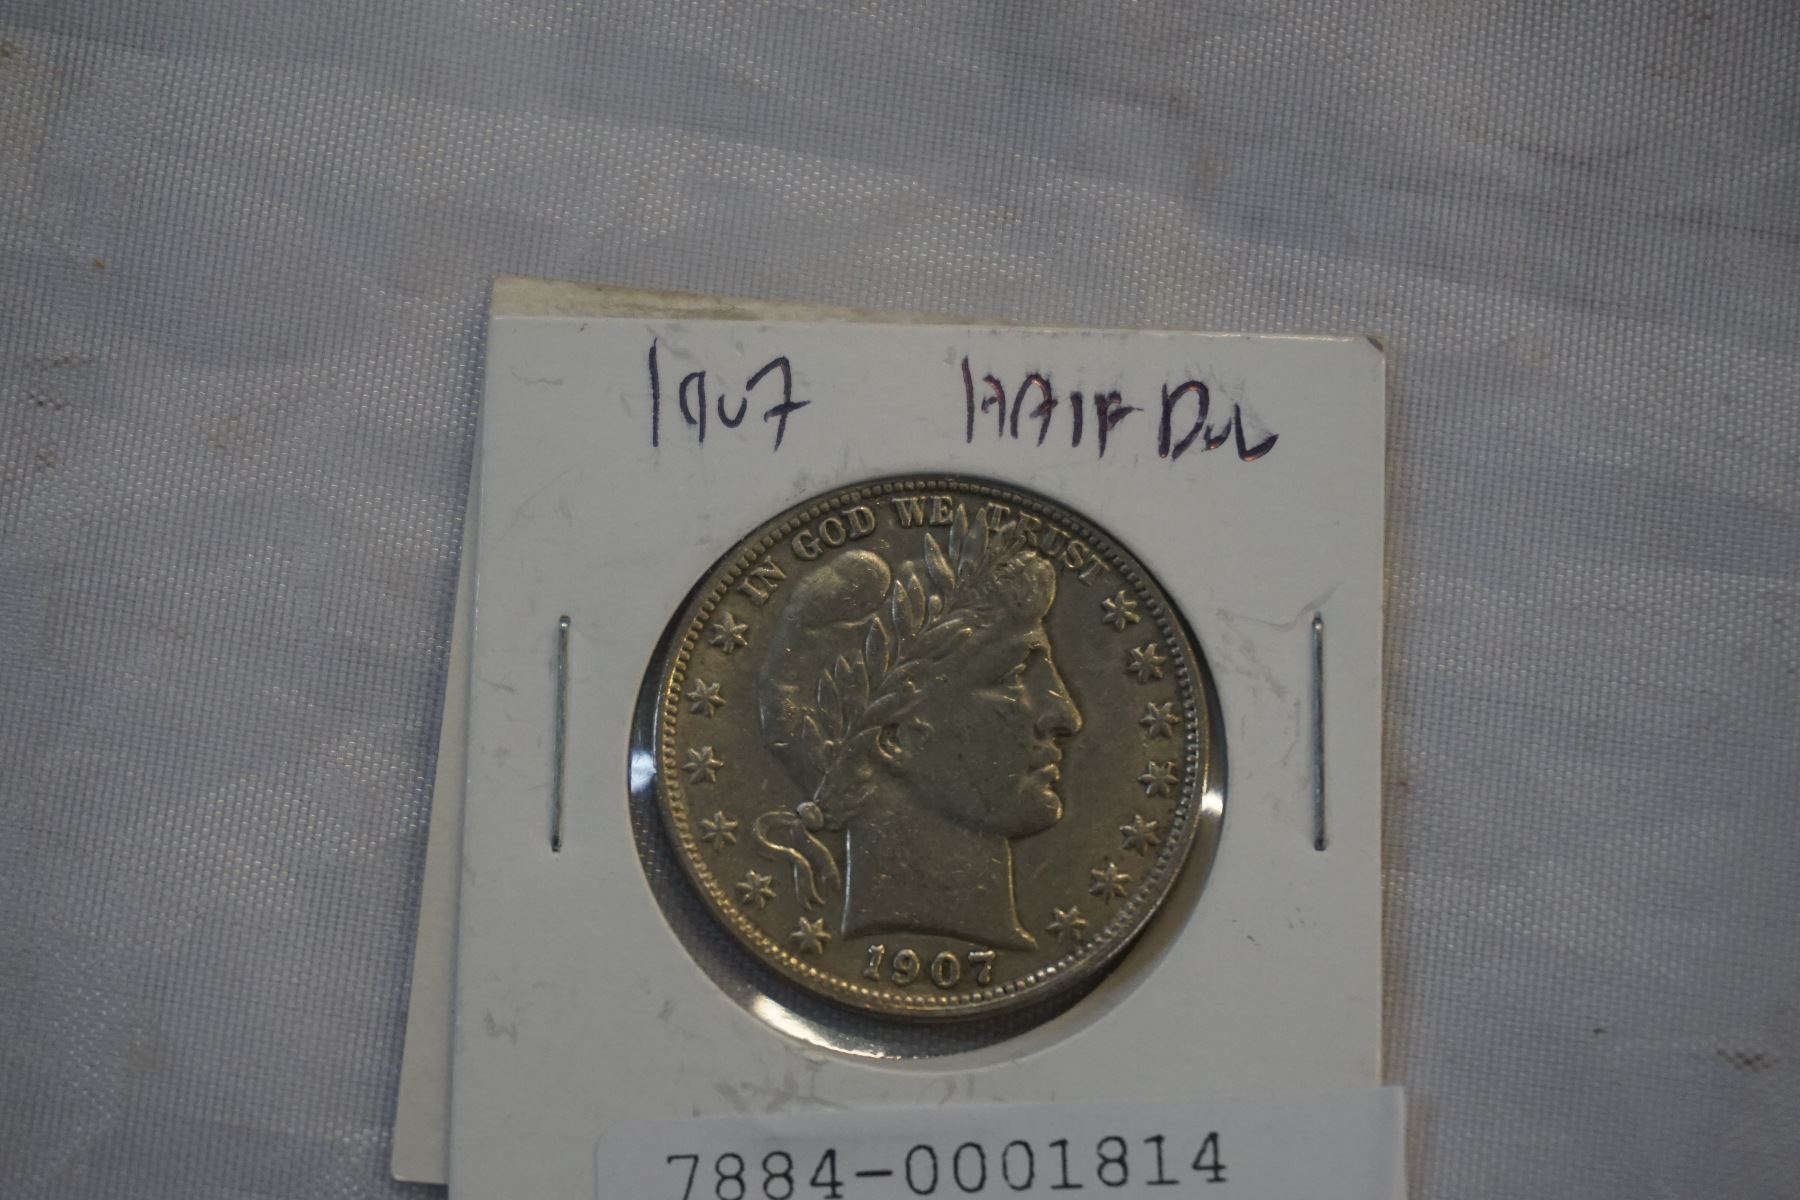 1907 HAlF Dol
IN GOD WE TRUST
1907
7884-0001814